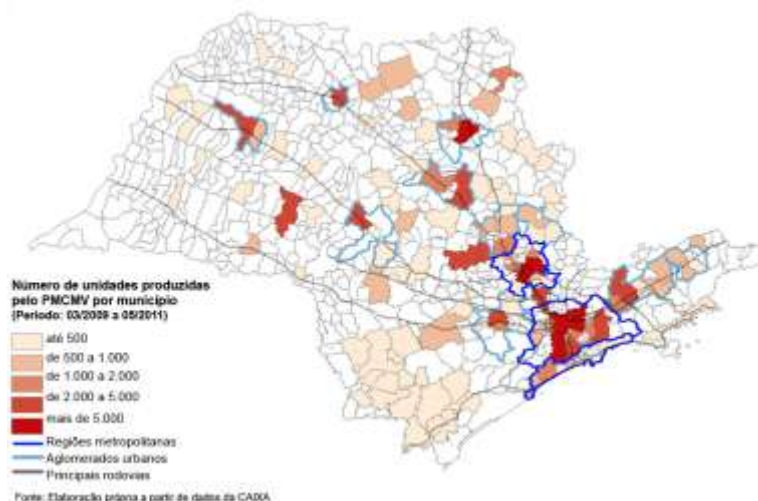 Número de unidades produzidas
pelo PMCMV por município
(Período: 03/2009 a 05/2011)
até 500
de 500 a 1.000
de 1.000 a 2.000
de 2.000 a 5.000
mais de 5.000
Regiões metropolitanas
Aglomerados urbanos
Principais rodovias
Fonte: Elaboração própria a partir de dados da CAIXA